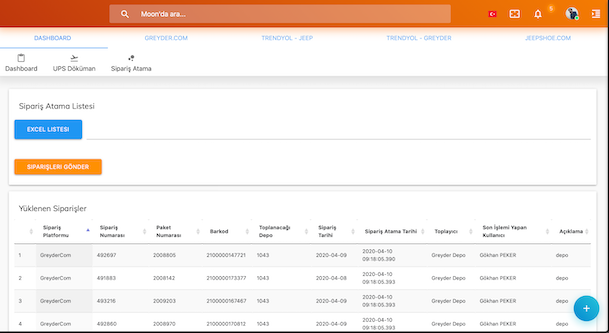 Moon'da ara...
DASHBOARD GREYDER.COM TRENDYOL - JEEP TRENDYOL - GREYDER JEEPSHOE.COM
Dashboard UPS Döküman Sipariş Atama
Sipariş Atama Listesi
EXCEL LISTESI
SİPARİŞLERİ GÖNDER
Yüklenen Siparişler
Sipariş Platformu Sipariş Numarası Paket Numarası Barkod Toplanacağı Depo Sipariş Tarihi Sipariş Atama Tarihi Toplayıcı Son İşlemi Yapan Kullanıcı Açıklama
1 GreyderCom 492697 2008805 2100000147721 1043 2020-04-09 2020-04-10 09:18:05.390 Greyder Depo Gökhan PEKER depo
2 GreyderCom 491883 2008142 2100000173377 1043 2020-04-08 2020-04-10 09:18:05.393 Greyder Depo Gökhan PEKER depo
3 GreyderCom 493216 2009203 2100000167467 1043 2020-04-09 2020-04-10 09:18:05.393 Greyder Depo Gökhan PEKER depo
4 GreyderCom 492860 2008970 2100000170812 1043 2020-04-09 2020-04-10 Greyder Depo Gökhan PEKER depo